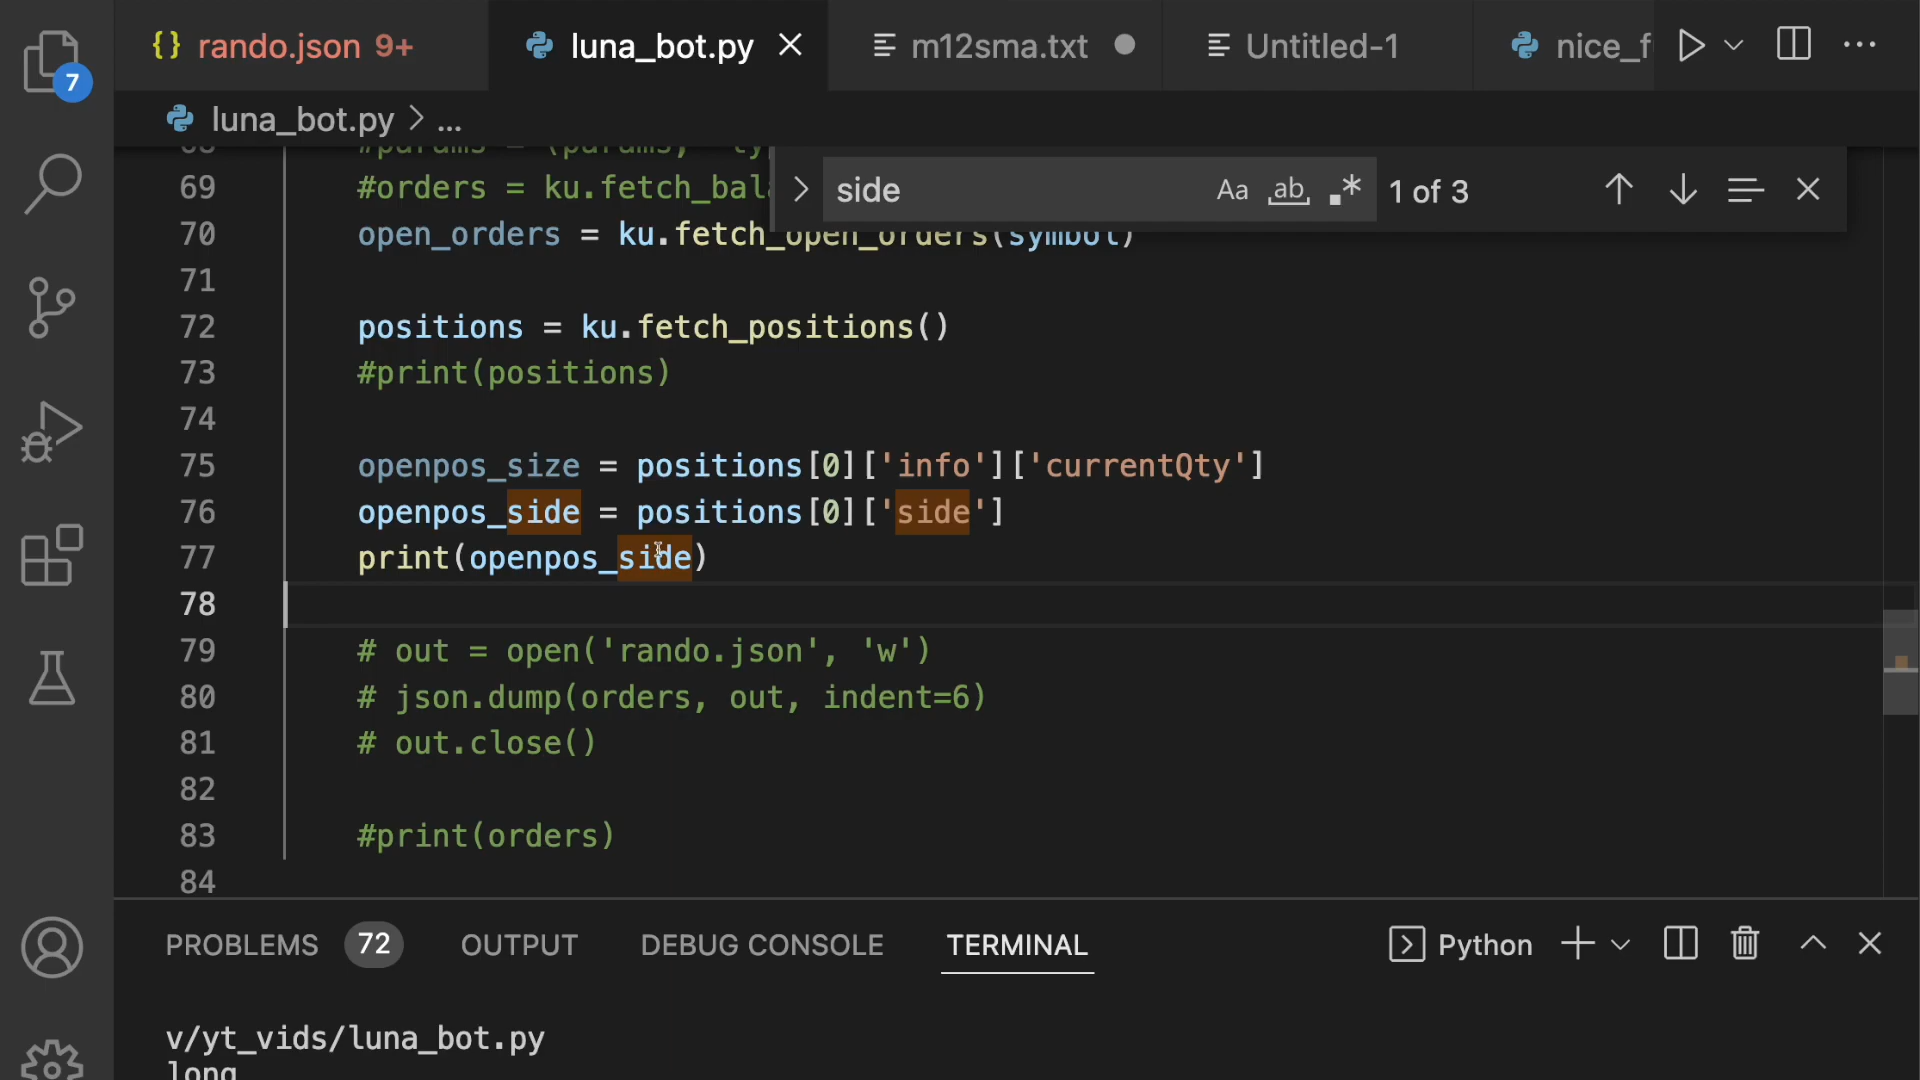 {} rando.json 9+
luna_bot.py
m12sma.txt
Untitled-1
nice_f
7
luna_bot.py > ...
side
Aa ab .* 1 of 3
69 #orders = ku.fetch_bala
70 open_orders = ku.fetch_open_orders(symbol)
71
72 positions = ku.fetch_positions()
73 #print(positions)
74
75 openpos_size = positions[0]['info']['currentQty']
76 openpos_side = positions[0]['side']
77 print(openpos_side)
78
79 # out = open('rando.json', 'w')
80 # json.dump(orders, out, indent=6)
81 # out.close()
82
83 #print(orders)
84
PROBLEMS 72 OUTPUT DEBUG CONSOLE TERMINAL Python
v/yt_vids/luna_bot.py
long